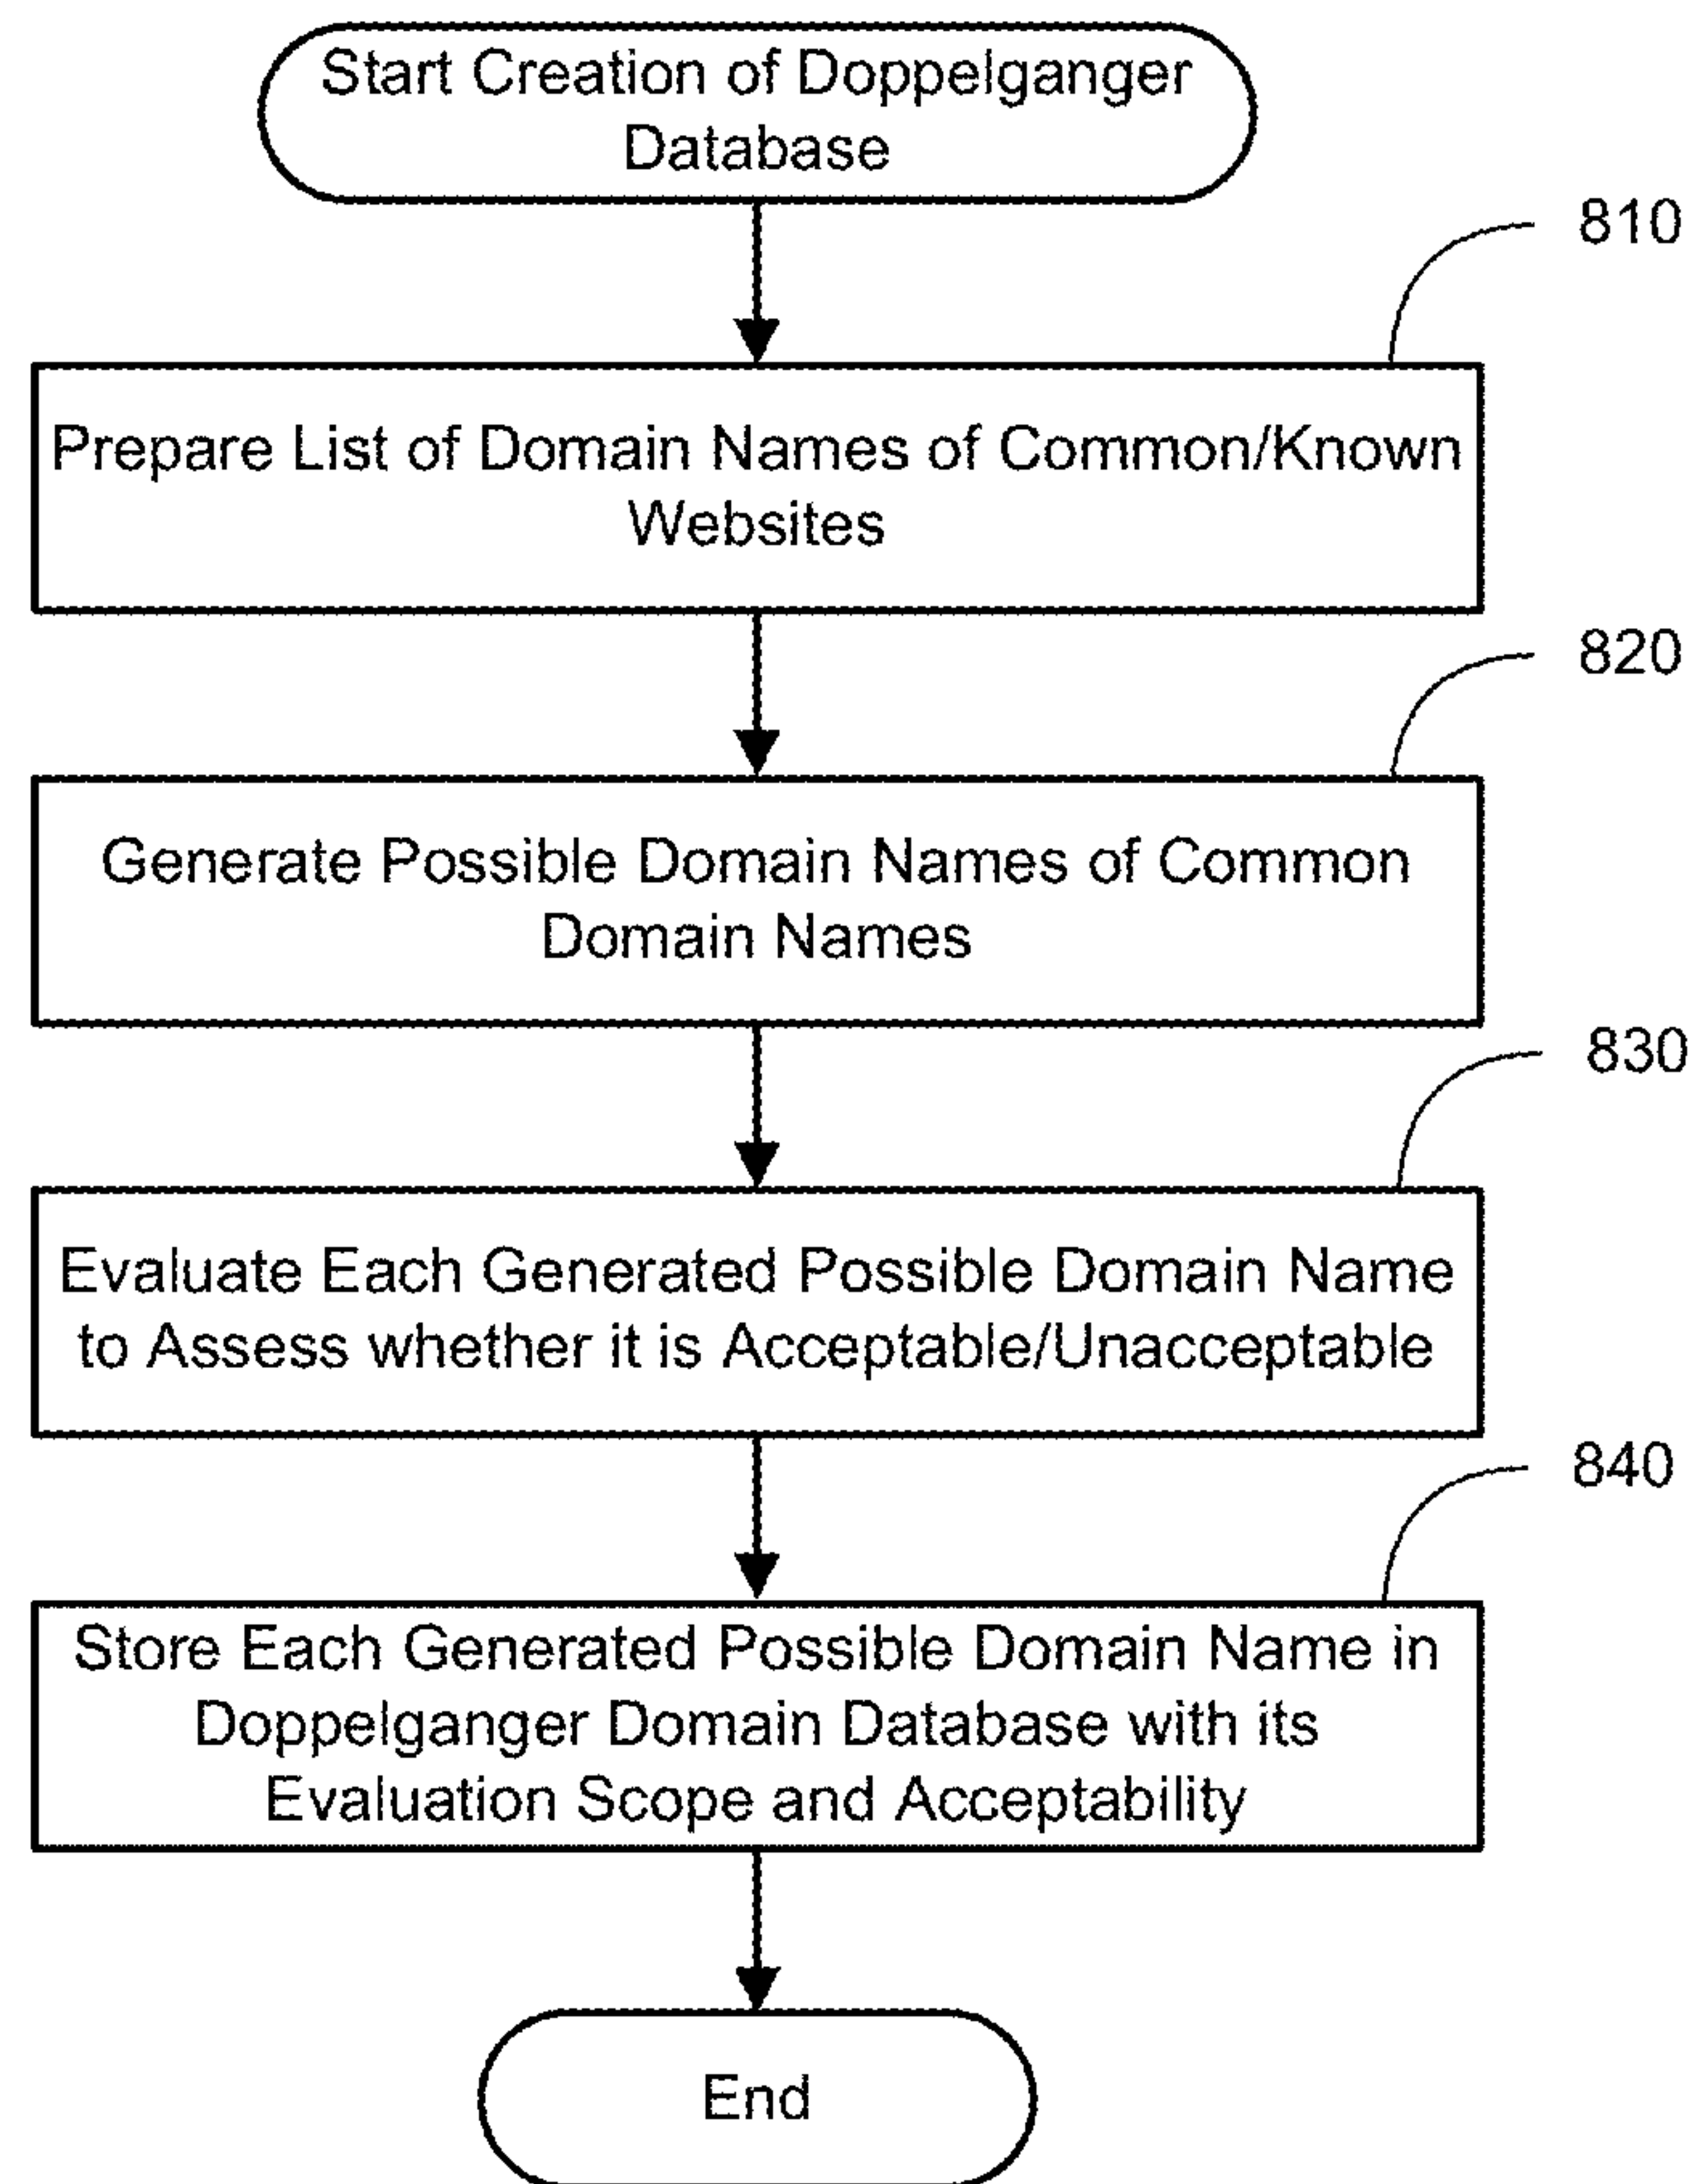 Start Creation of Doppelganger
Database
810
Prepare List of Domain Names of Common/Known
Websites
820
Generate Possible Domain Names of Common
Domain Names
830
Evaluate Each Generated Possible Domain Name
to Assess whether it is Acceptable/Unacceptable
840
Store Each Generated Possible Domain Name in
Doppelganger Domain Database with its
Evaluation Scope and Acceptability
End